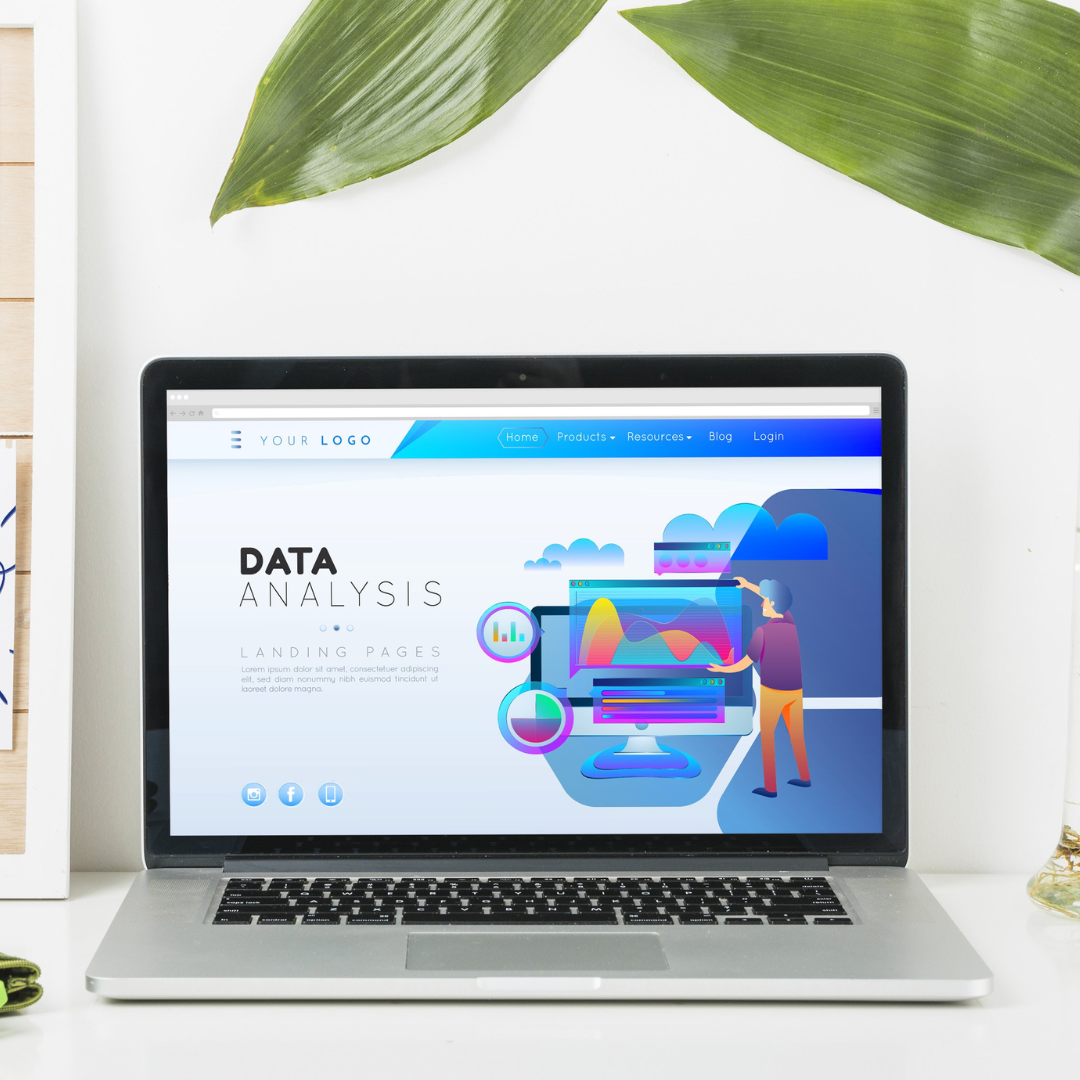 YOUR LOGO
Home Products Resources Blog Login
DATA
ANALYSIS
LANDING PAGES
Lorem ipsum dolor sit amet, consectetuer adipiscing
elit, sed diam nonummy nibh euismod tincidunt ut
laoreet dolore magna.